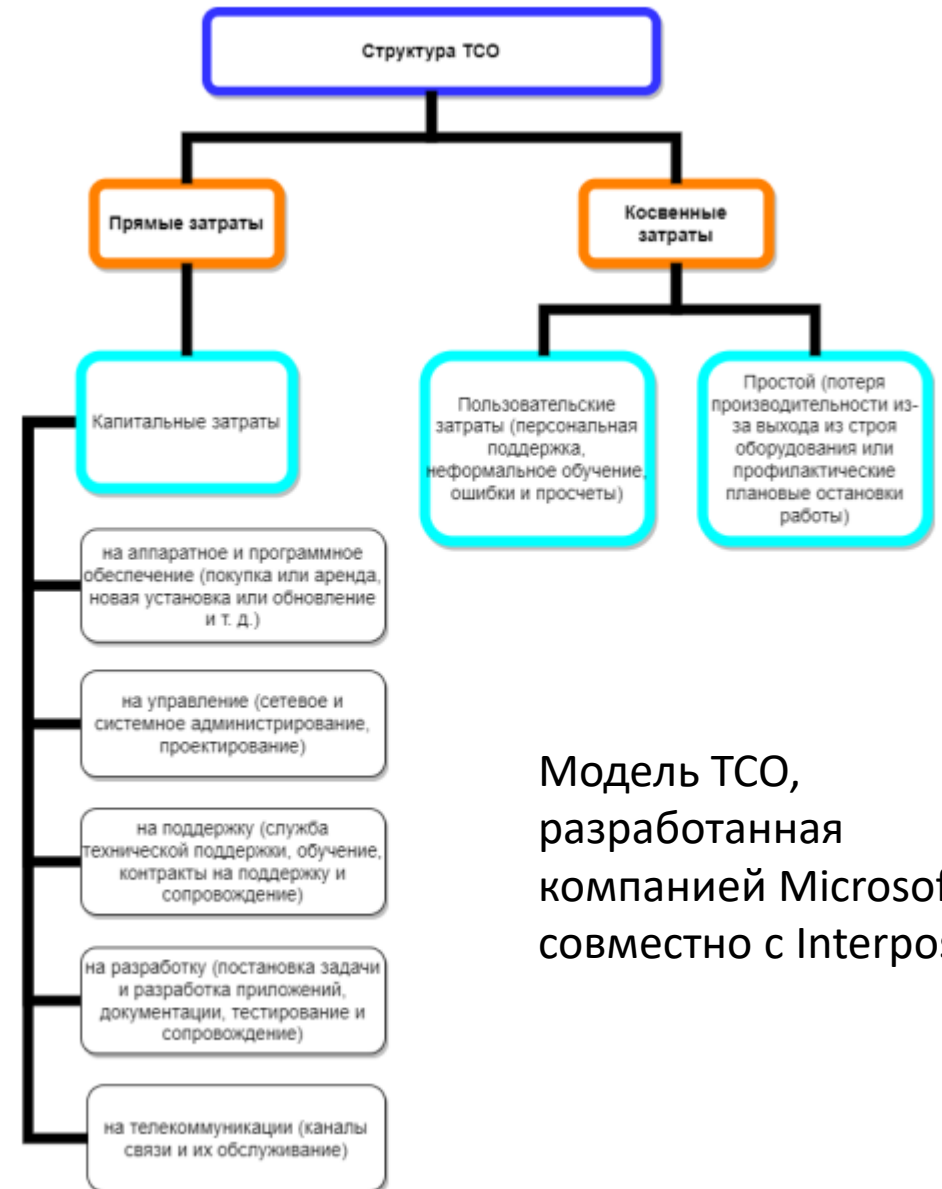 Структура TCO
Прямые затраты
Косвенные
затраты
Капитальные затраты
Пользовательские
затраты (персональная
поддержка,
неформальное обучение,
ошибки и просчеты)
Простой (потеря
производительности из-
за выхода из строя
оборудования или
профилактические
плановые остановки
работы)
на аппаратное и программное
обеспечение (покупка или аренда,
новая установка или обновление
и т. д.)
на управление (сетевое и
системное администрирование,
проектирование)
на поддержку (служба
технической поддержки, обучение,
контракты на поддержку и
сопровождение)
на разработку (постановка задачи
и разработка приложений,
документации, тестирование и
сопровождение)
на телекоммуникации (каналы
связи и их обслуживание)
Модель TCO,
разработанная
компанией
совместно с